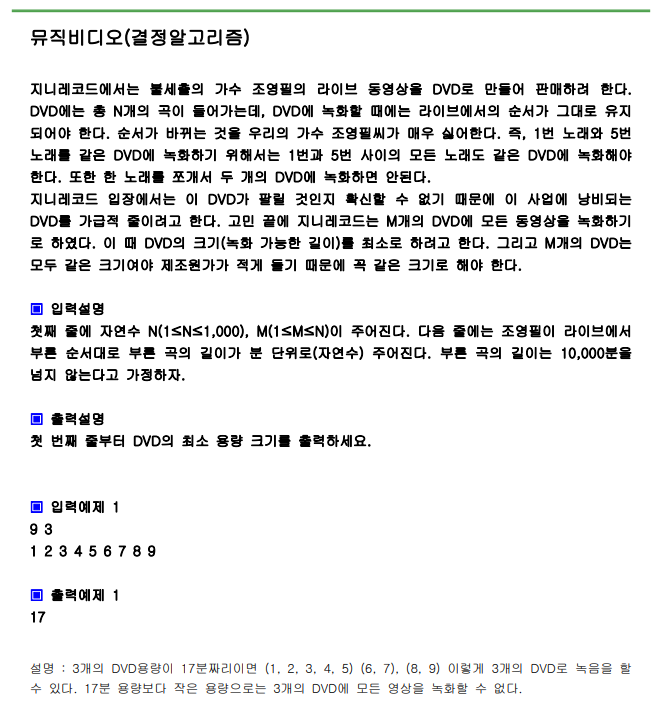 뮤직비디오(결정알고리즘)
지니레코드에서는 불세출의 가수 조영필의 라이브 동영상을 DVD로 만들어 판매하려 한다.
DVD에는 총 N개의 곡이 들어가는데, DVD에 녹화할 때에는 라이브에서의 순서가 그대로 유지
되어야 한다. 순서가 바뀌는 것을 우리의 가수 조영필씨가 매우 싫어한다. 즉, 1번 노래와 5번
노래를 같은 DVD에 녹화하기 위해서는 1번과 5번 사이의 모든 노래도 같은 DVD에 녹화해야
한다. 또한 한 노래를 쪼개서 두 개의 DVD에 녹화하면 안된다.
지니레코드 입장에서는 이 DVD가 팔릴 것인지 확신할 수 없기 때문에 이 사업에 낭비되는
DVD를 가급적 줄이려고 한다. 고민 끝에 지니레코드는 M개의 DVD에 모든 동영상을 녹화하기
로 하였다. 이 때 DVD의 크기(녹화 가능한 길이)를 최소로 하려고 한다. 그리고 M개의 DVD는
모두 같은 크기여야 제조원가가 적게 들기 때문에 꼭 같은 크기로 해야 한다.
▣ 입력설명
첫째 줄에 자연수 N(1≤N≤1,000), M(1≤M≤N)이 주어진다. 다음 줄에는 조영필이 라이브에서
부른 순서대로 부른 곡의 길이가 분 단위로(자연수) 주어진다. 부른 곡의 길이는 10,000분을
넘지 않는다고 가정하자.
▣ 출력설명
첫 번째 줄부터 DVD의 최소 용량 크기를 출력하세요.
▣ 입력예제 1
9 3
1 2 3 4 5 6 7 8 9
▣ 출력예제 1
17
설명 : 3개의 DVD용량이 17분짜리이면 (1, 2, 3, 4, 5) (6, 7), (8, 9) 이렇게 3개의 DVD로 녹음을 할
수 있다. 17분 용량보다 작은 용량으로는 3개의 DVD에 모든 영상을 녹화할 수 없다.